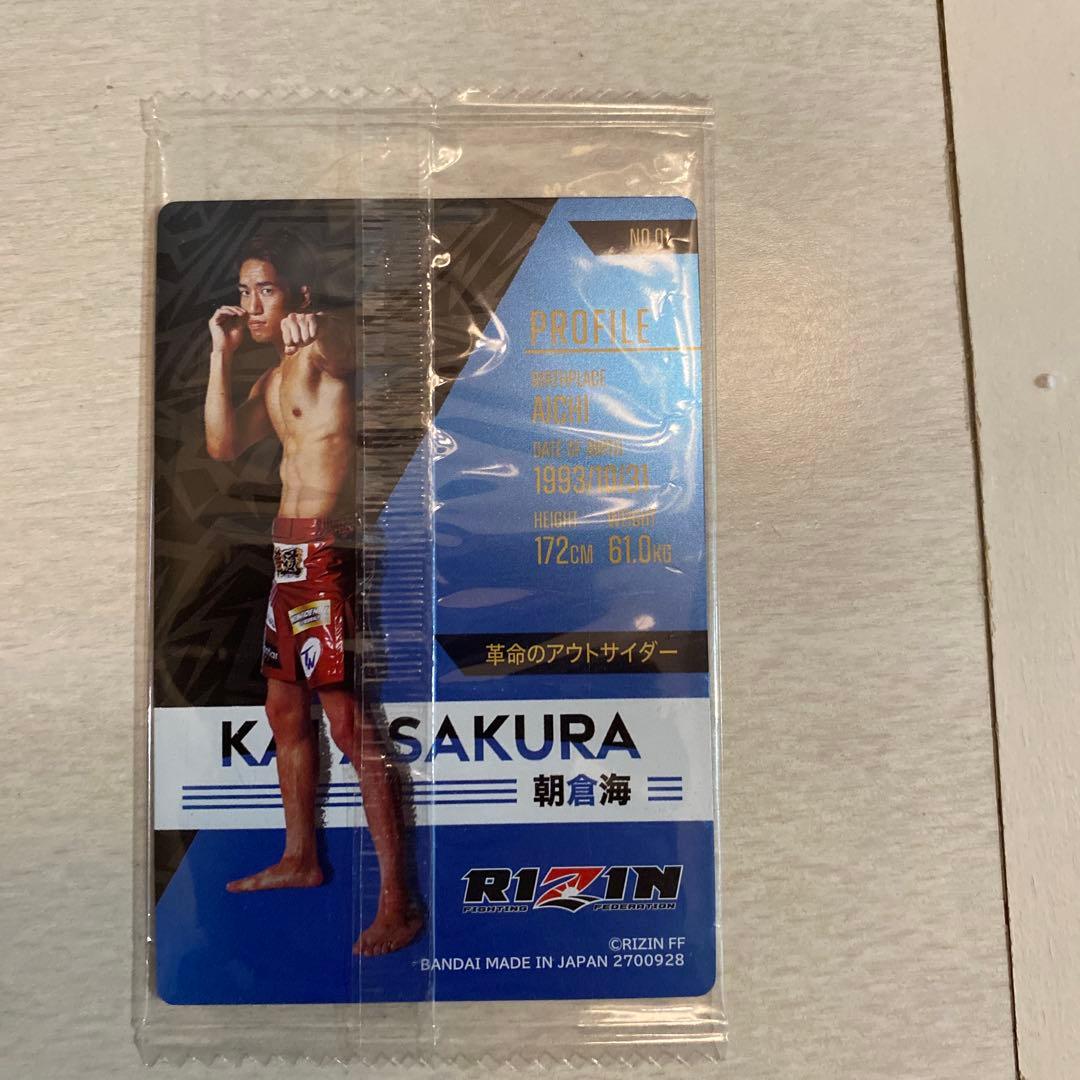 NO.01
PROFILE
BIRTHPLACE
AICHI
DATE OF BIRTH
1993/10/31
HEIGHT WEIGHT
172CM 61.0KG
革命のアウトサイダー
KAI ASAKURA
朝倉海
RIZIN
FIGHTING FEDERATION
©RIZIN FF
BANDAI MADE IN JAPAN 2700928
TW